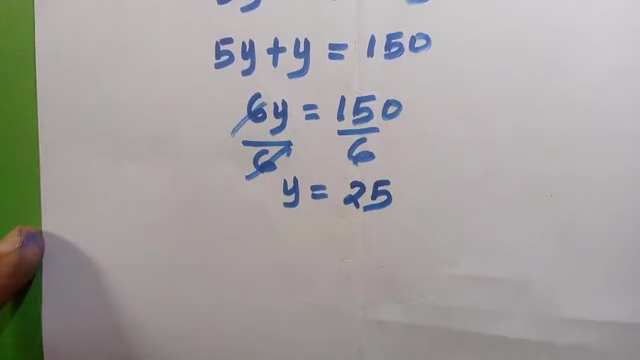 5y + y = 150
6y = 150
6 6
y = 25